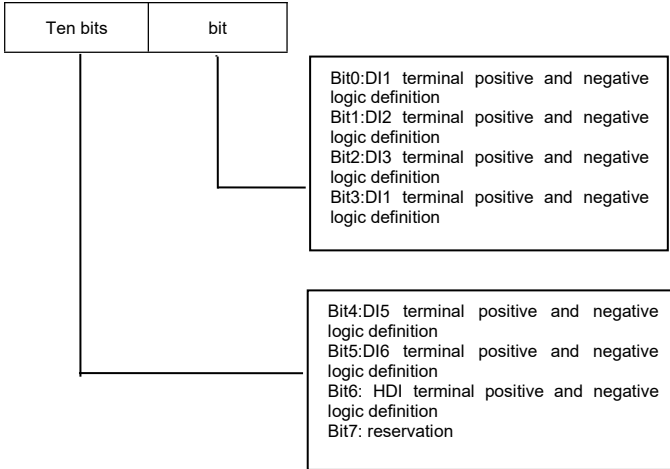 Ten bits bit
Bit0:DI1 terminal positive and negative
logic definition
Bit1:DI2 terminal positive and negative
logic definition
Bit2:DI3 terminal positive and negative
logic definition
Bit3:DI1 terminal positive and negative
logic definition
Bit4:DI5 terminal positive and negative
logic definition
Bit5:DI6 terminal positive and negative
logic definition
Bit6: HDI terminal positive and negative
logic definition
Bit7: reservation